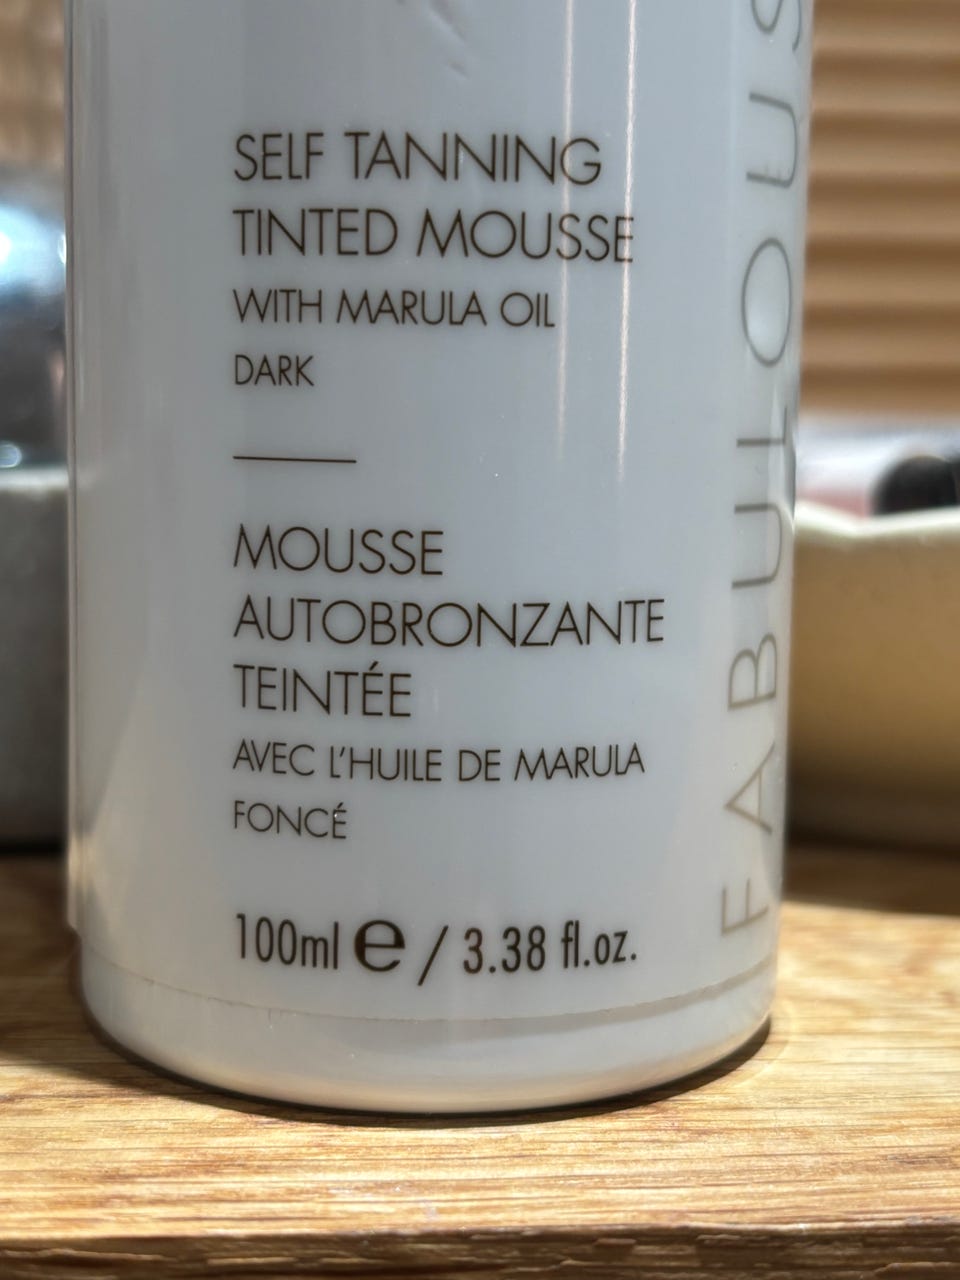 SELF TANNING
TINTED MOUSSE
WITH MARULA OIL
DARK
MOUSSE
AUTOBRONZANTE
TEINTÉE
AVEC L'HUILE DE MARULA
FONCÉ
100ml e / 3.38 fl.oz.
FABULOUS